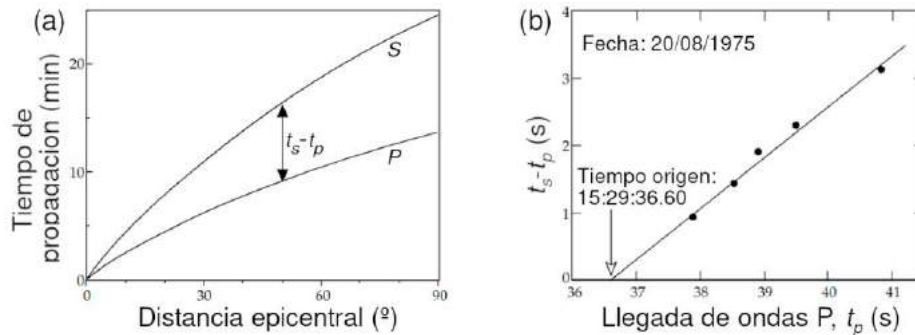 (a)
Tiempo de
propagacion (min)
20
10
0
S
P
ts-tp
0 30 60 90
Distancia epicentral (º)
(b)
Fecha: 20/08/1975
ts-tp (s)
4
3
2
1
0
Tiempo origen:
15:29:36.60
36 37 38 39 40 41
Llegada de ondas P, tp (s)